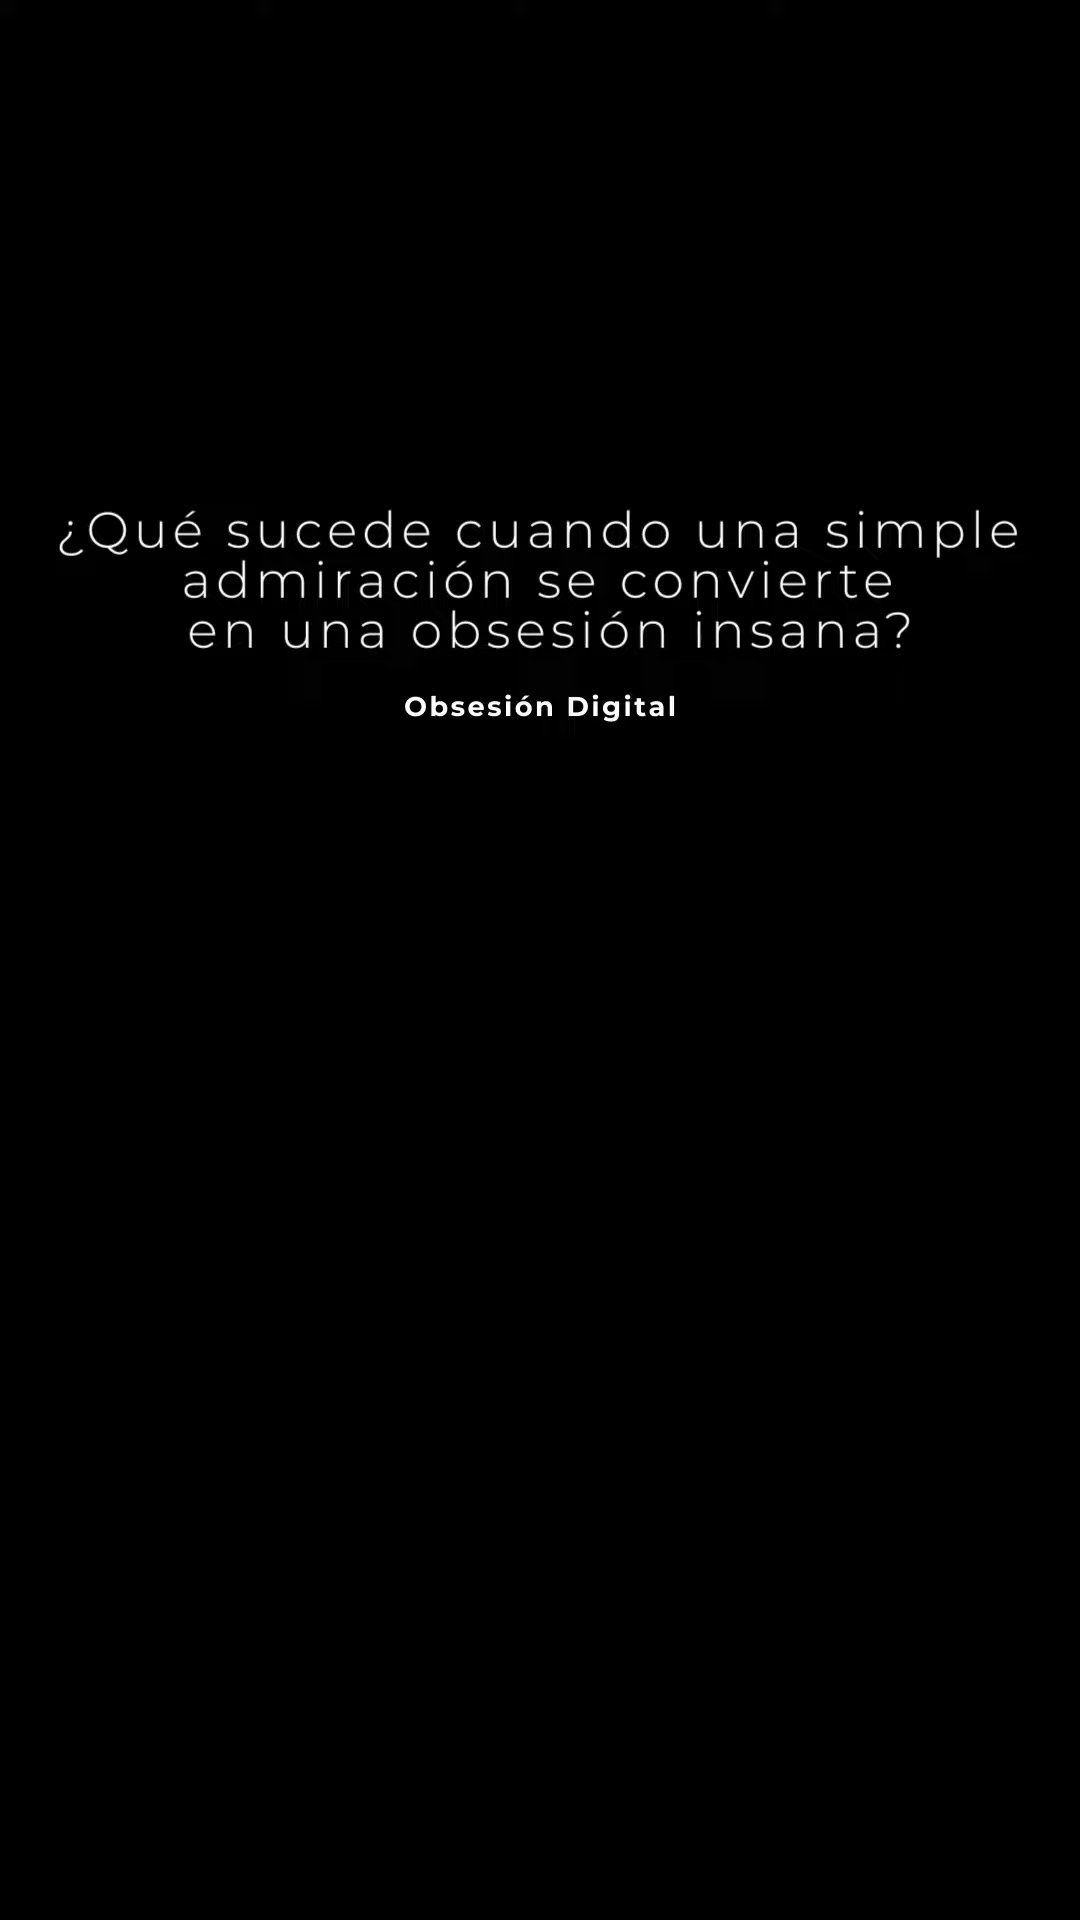 ¿Qué sucede cuando una simple
admiración se convierte
en una obsesión insana?
Obsesión Digital